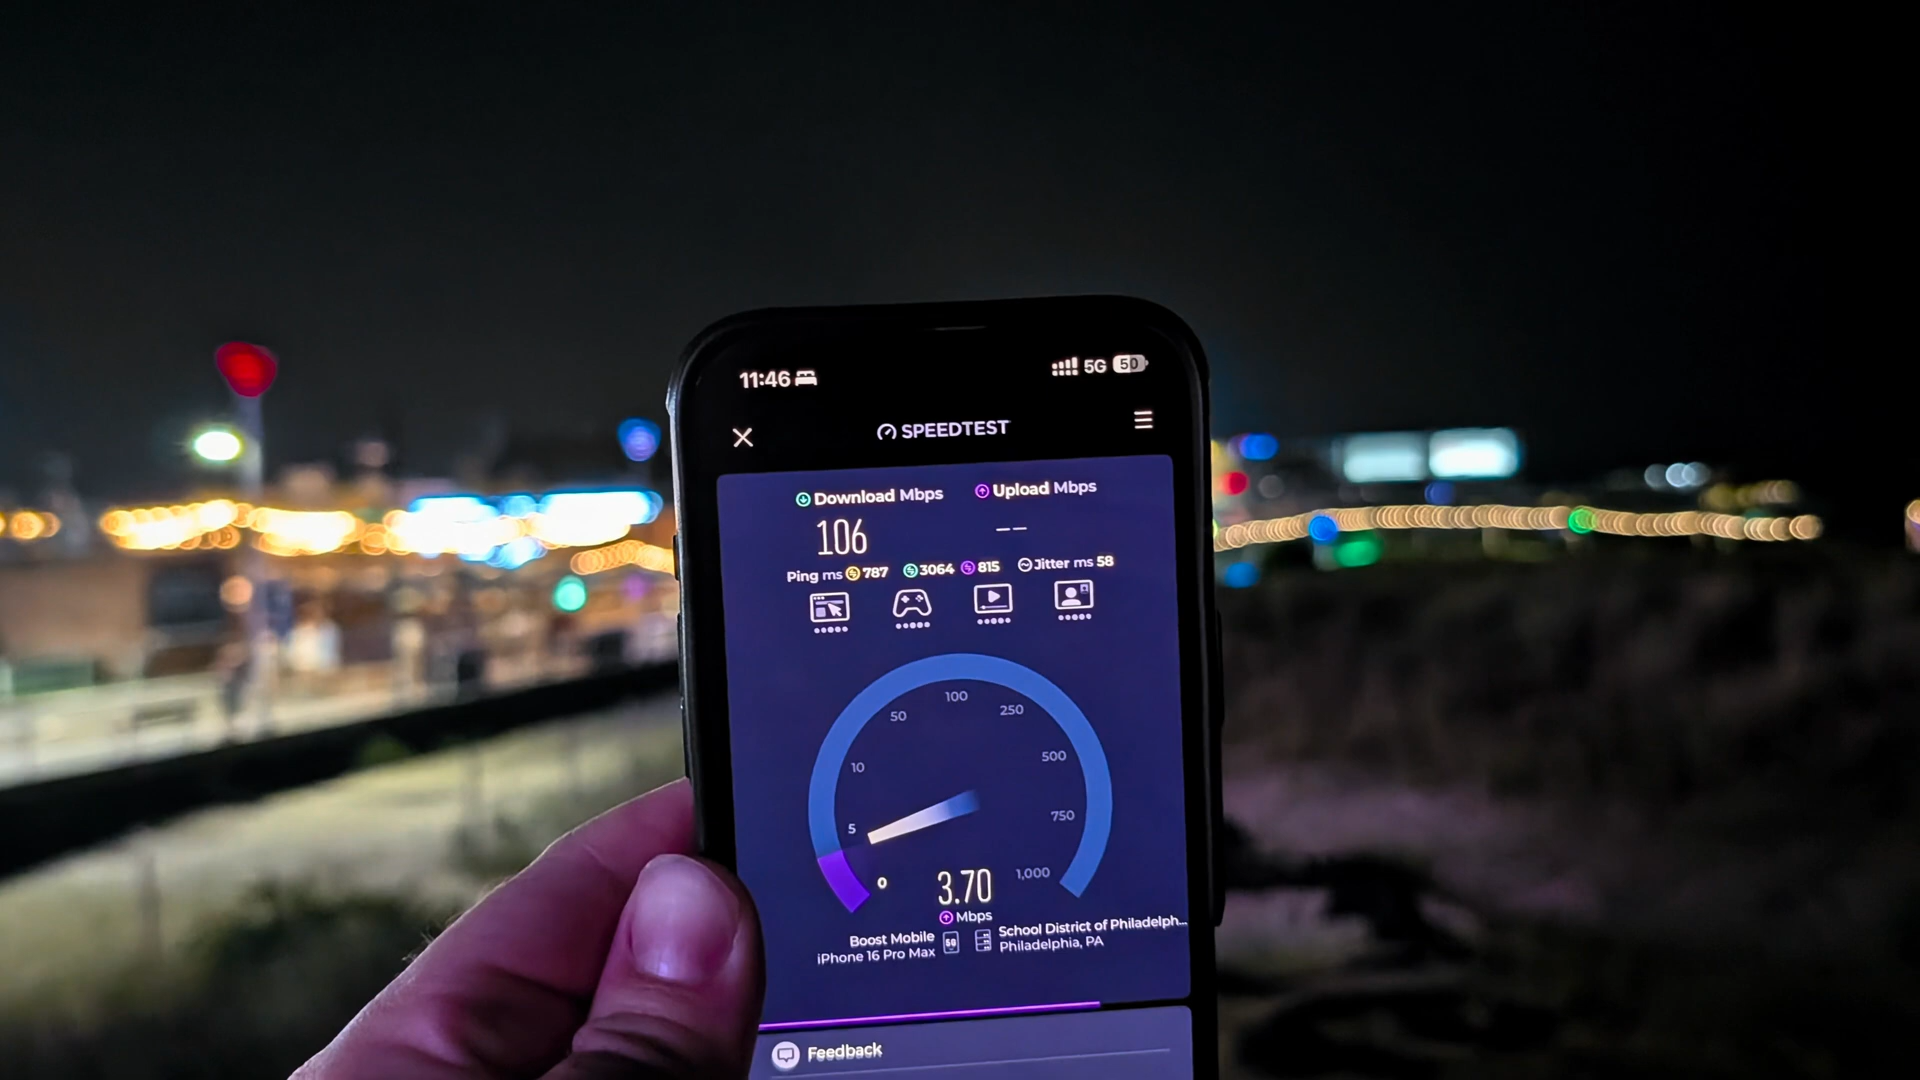 11:46 5G 50
SPEEDTEST
Download Mbps Upload Mbps
106 --
Ping ms 787 3064 815 Jitter ms 58
100
50 250
10 500
5 750
0 1,000
3.70
Mbps
Boost Mobile 5G School District of Philadelph...
iPhone 16 Pro Max Philadelphia, PA
Feedback